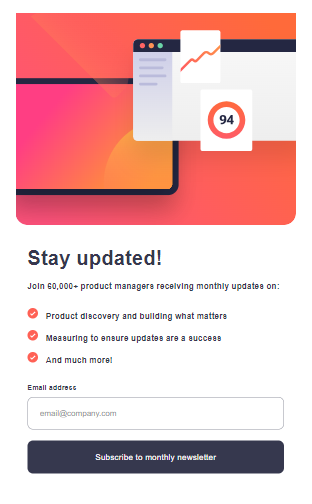 94
Stay updated!
Join 60,000+ product managers receiving monthly updates on:
Product discovery and building what matters
Measuring to ensure updates are a success
And much more!
Email address
email@company.com
Subscribe to monthly newsletter